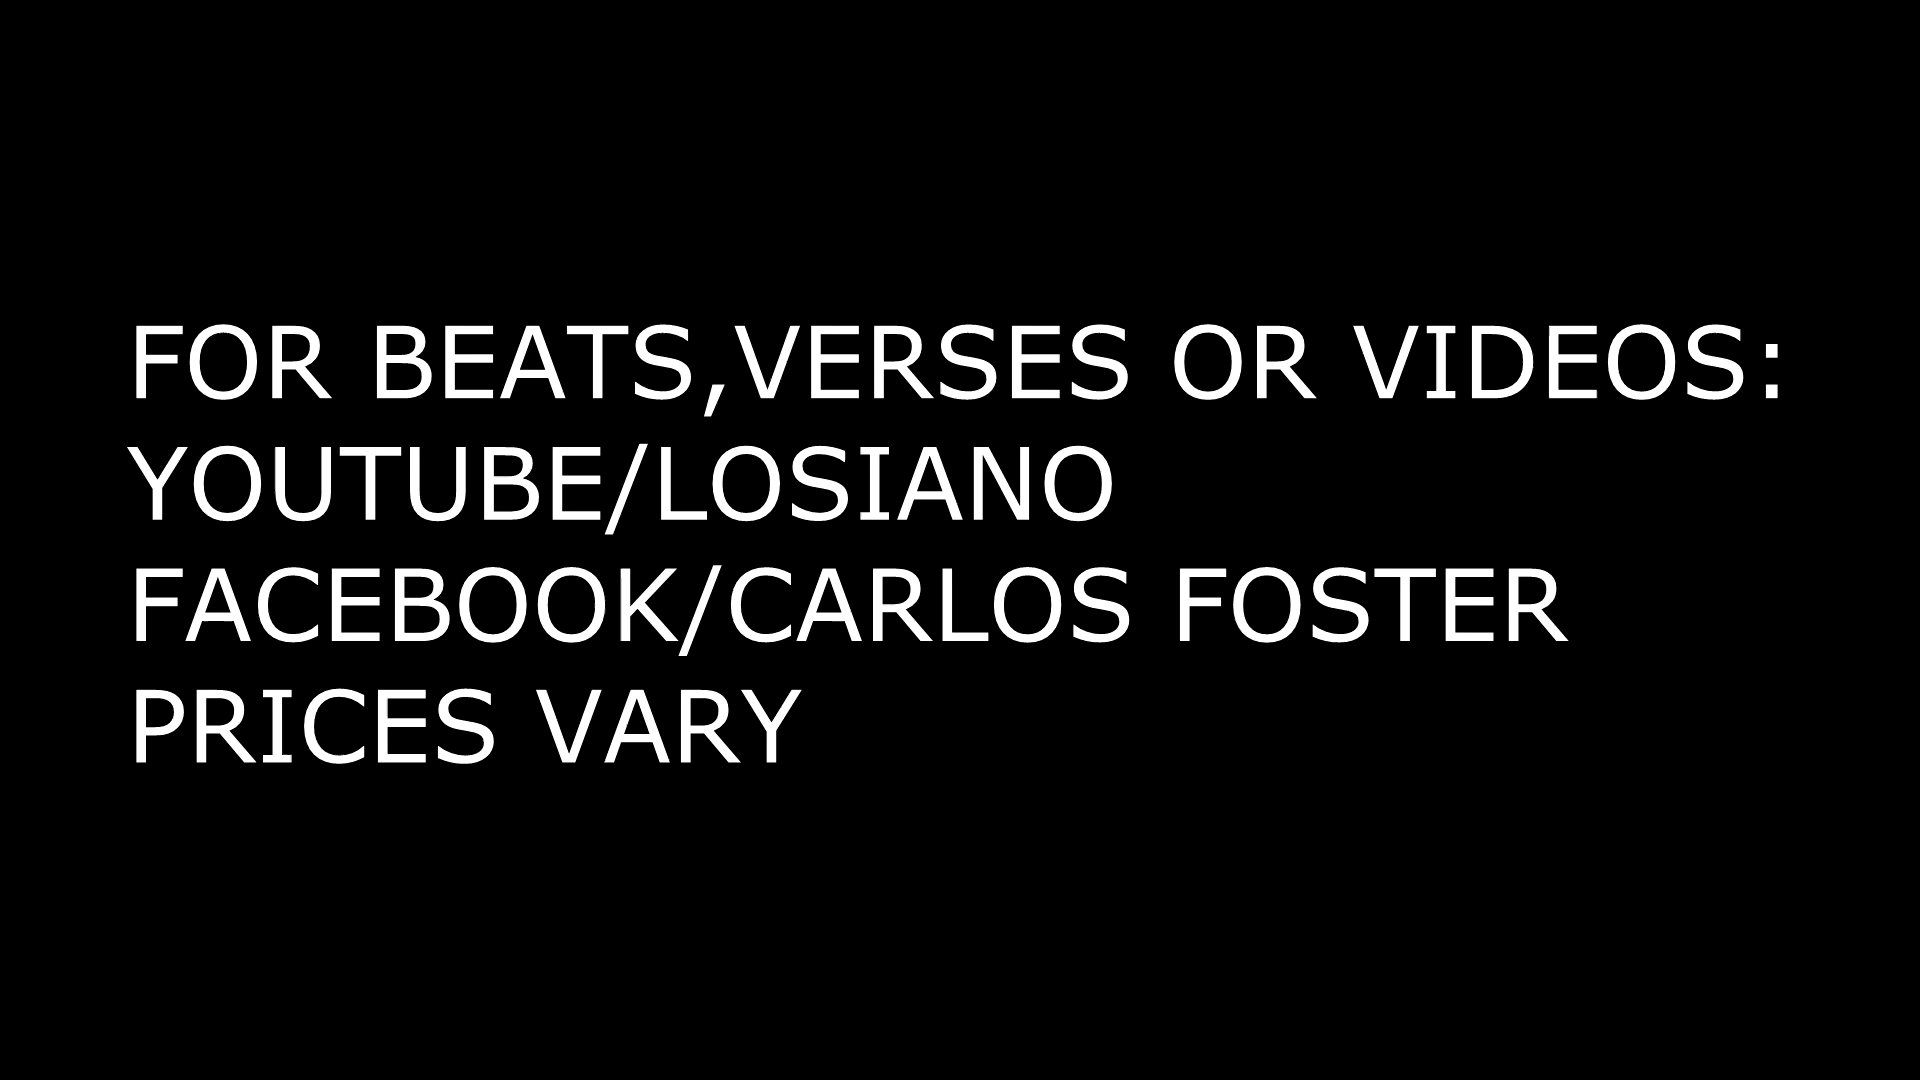 FOR BEATS,VERSES OR VIDEOS:
YOUTUBE/LOSIANO
FACEBOOK/CARLOS FOSTER
PRICES VARY